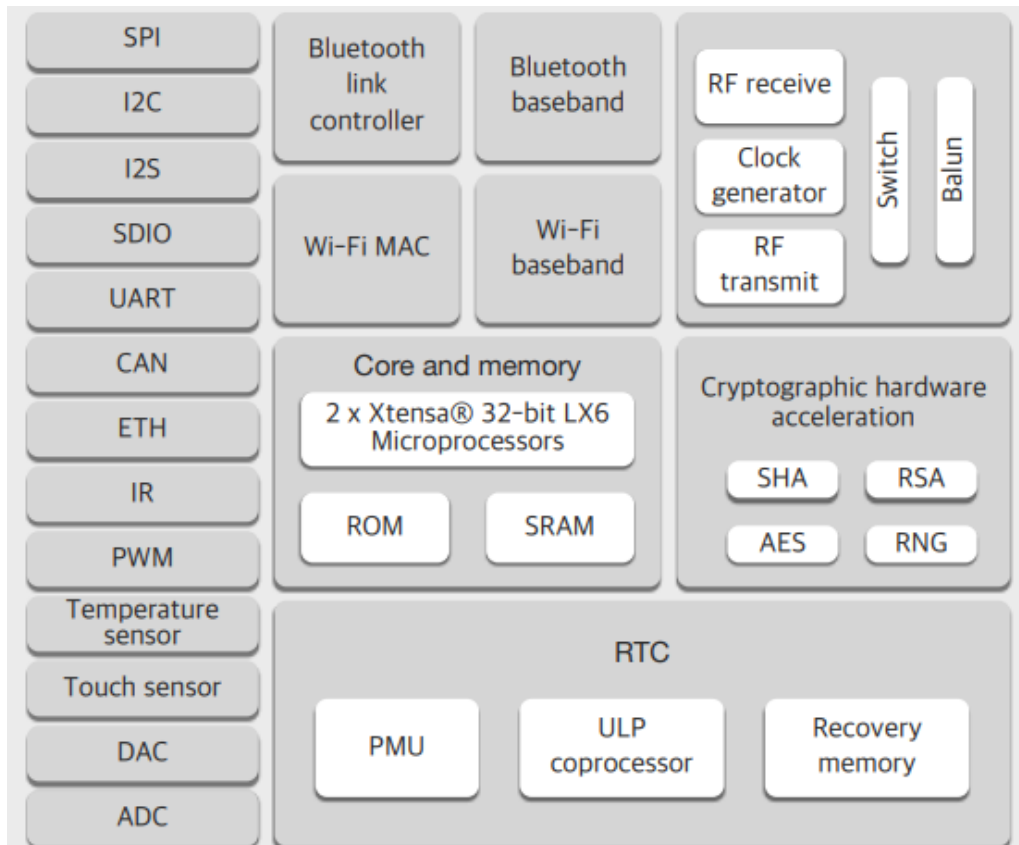 SPI
I2C
I2S
SDIO
UART
CAN
ETH
IR
PWM
Temperature
sensor
Touch sensor
DAC
ADC
Bluetooth
link
controller
Bluetooth
baseband
Wi-Fi MAC
Wi-Fi
baseband
RF receive
Clock
generator
RF
transmit
Switch
Balun
Core and memory
2 x Xtensa® 32-bit LX6
Microprocessors
ROM
SRAM
Cryptographic hardware
acceleration
SHA
RSA
AES
RNG
RTC
PMU
ULP
coprocessor
Recovery
memory